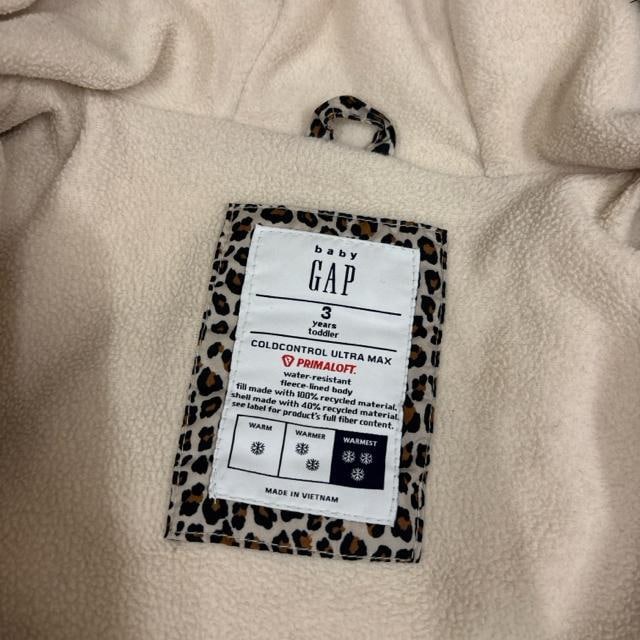 baby
GAP
3
years
toddler
COLDCONTROL ULTRA MAX
PRIMALOFT.
water-resistant
fleece-lined body
fill made with 100% recycled material.
shell made with 40% recycled material.
see label for product's full fiber content.
WARM WARMER WARMEST
MADE IN VIETNAM